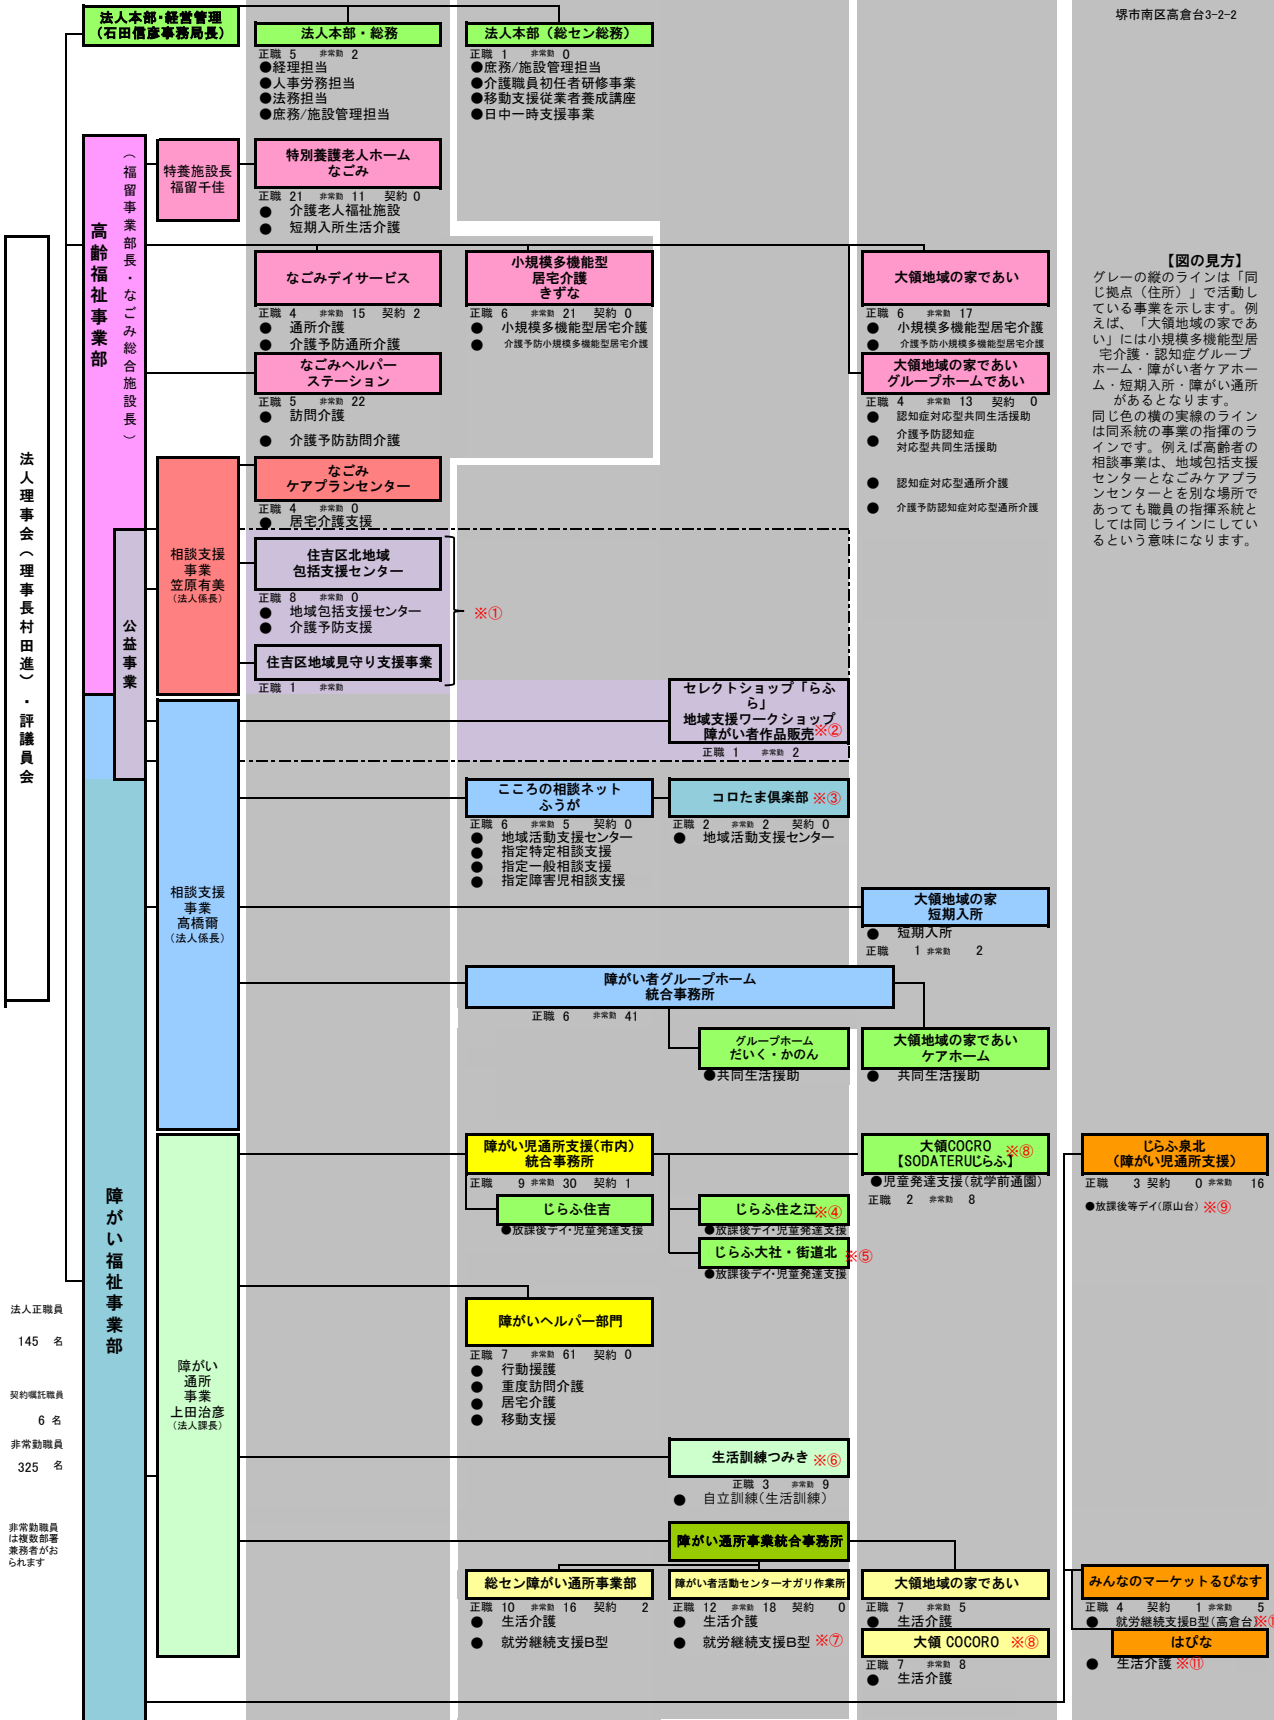 堺市南区高倉台3-2-2
法人本部・経営管理
(石田信彦事務局長)
法人本部・総務
正職 5 非常勤 2
●経理担当
●人事労務担当
●法務担当
●庶務/施設管理担当
法人本部（総セン総務）
正職 1 非常勤 0
●庶務/施設管理担当
●介護職員初任者研修事業
●移動支援従業者養成講座
●日中一時支援事業
法人理事会（理事長村田進）・評議員会
高齢福祉事業部
（福留事業部長・なごみ総合施設長）
特養施設長
福留千佳
特別養護老人ホーム
なごみ
正職 21 非常勤 11 契約 0
● 介護老人福祉施設
● 短期入所生活介護
なごみデイサービス
正職 4 非常勤 15 契約 2
● 通所介護
● 介護予防通所介護
小規模多機能型
居宅介護
きずな
正職 6 非常勤 21 契約 0
● 小規模多機能型居宅介護
● 介護予防小規模多機能型居宅介護
大領地域の家であい
正職 6 非常勤 17
● 小規模多機能型居宅介護
● 介護予防小規模多機能型居宅介護
なごみヘルパー
ステーション
正職 5 非常勤 22
● 訪問介護
● 介護予防訪問介護
大領地域の家であい
グループホームであい
正職 4 非常勤 13 契約 0
● 認知症対応型共同生活援助
● 介護予防認知症
対応型共同生活援助
● 認知症対応型通所介護
● 介護予防認知症対応型通所介護
【図の見方】
グレーの縦のラインは「同
じ拠点（住所）」で活動し
ている事業を示します。例
えば、「大領地域の家であ
い」には小規模多機能型居
宅介護・認知症グループ
ホーム・障がい者ケアホー
ム・短期入所・障がい通所
があるとなります。
同じ色の横の実線のライン
は同系統の事業の指揮のラ
インです。例えば高齢者の
相談事業は、地域包括支援
センターとなごみケアプラ
ンセンターとを別な場所で
あっても職員の指揮系統と
しては同じラインにしてい
るという意味になります。
公益事業
相談支援
事業
笠原有美
(法人係長)
なごみ
ケアプランセンター
正職 4 非常勤 0
● 居宅介護支援
住吉区北地域
包括支援センター
正職 8 非常勤 0
● 地域包括支援センター
● 介護予防支援
※①
住吉区地域見守り支援事業
正職 1 非常勤
セレクトショップ「らふ
ら」
地域支援ワークショップ
障がい者作品販売※②
正職 1 非常勤 2
相談支援
事業
髙橋爾
(法人係長)
こころの相談ネット
ふうが
正職 6 非常勤 5 契約 0
● 地域活動支援センター
● 指定特定相談支援
● 指定一般相談支援
● 指定障害児相談支援
コロたま倶楽部 ※③
正職 2 非常勤 2 契約 0
● 地域活動支援センター
大領地域の家
短期入所
● 短期入所
正職 1 非常勤 2
障がい者グループホーム
統合事務所
正職 6 非常勤 41
グループホーム
だいく・かのん
●共同生活援助
大領地域の家であい
ケアホーム
● 共同生活援助
障がい福祉事業部
障がい
通所
事業
上田治彦
(法人課長)
障がい児通所支援(市内)
統合事務所
正職 9 非常勤 30 契約 1
じらふ住吉
●放課後デイ・児童発達支援
じらふ住之江※④
●放課後デイ・児童発達支援
じらふ大社・街道北 ※⑤
●放課後デイ・児童発達支援
大領COCRO ※⑧
【SODATERUじらふ】
●児童発達支援(就学前通園)
正職 2 非常勤 8
じらふ泉北
（障がい児通所支援）
正職 3 契約 0 非常勤 16
●放課後等デイ(原山台) ※⑨
障がいヘルパー部門
正職 7 非常勤 61 契約 0
● 行動援護
● 重度訪問介護
● 居宅介護
● 移動支援
生活訓練つみき ※⑥
正職 3 非常勤 9
● 自立訓練(生活訓練)
障がい通所事業統合事務所
総セン障がい通所事業部
正職 10 非常勤 16 契約 2
● 生活介護
● 就労継続支援B型
障がい者活動センターオガリ作業所
正職 12 非常勤 18 契約 0
● 生活介護
● 就労継続支援B型 ※⑦
大領地域の家であい
正職 7 非常勤 5
● 生活介護
大領 COCORO ※⑧
正職 7 非常勤 8
● 生活介護
みんなのマーケットるぴなす
正職 4 契約 1 非常勤 5
● 就労継続支援B型(高倉台)
はぴな
● 生活介護 ※⑪
法人正職員
145 名
契約嘱託職員
6 名
非常勤職員
325 名
非常勤職員
は複数部署
兼務者がお
られます